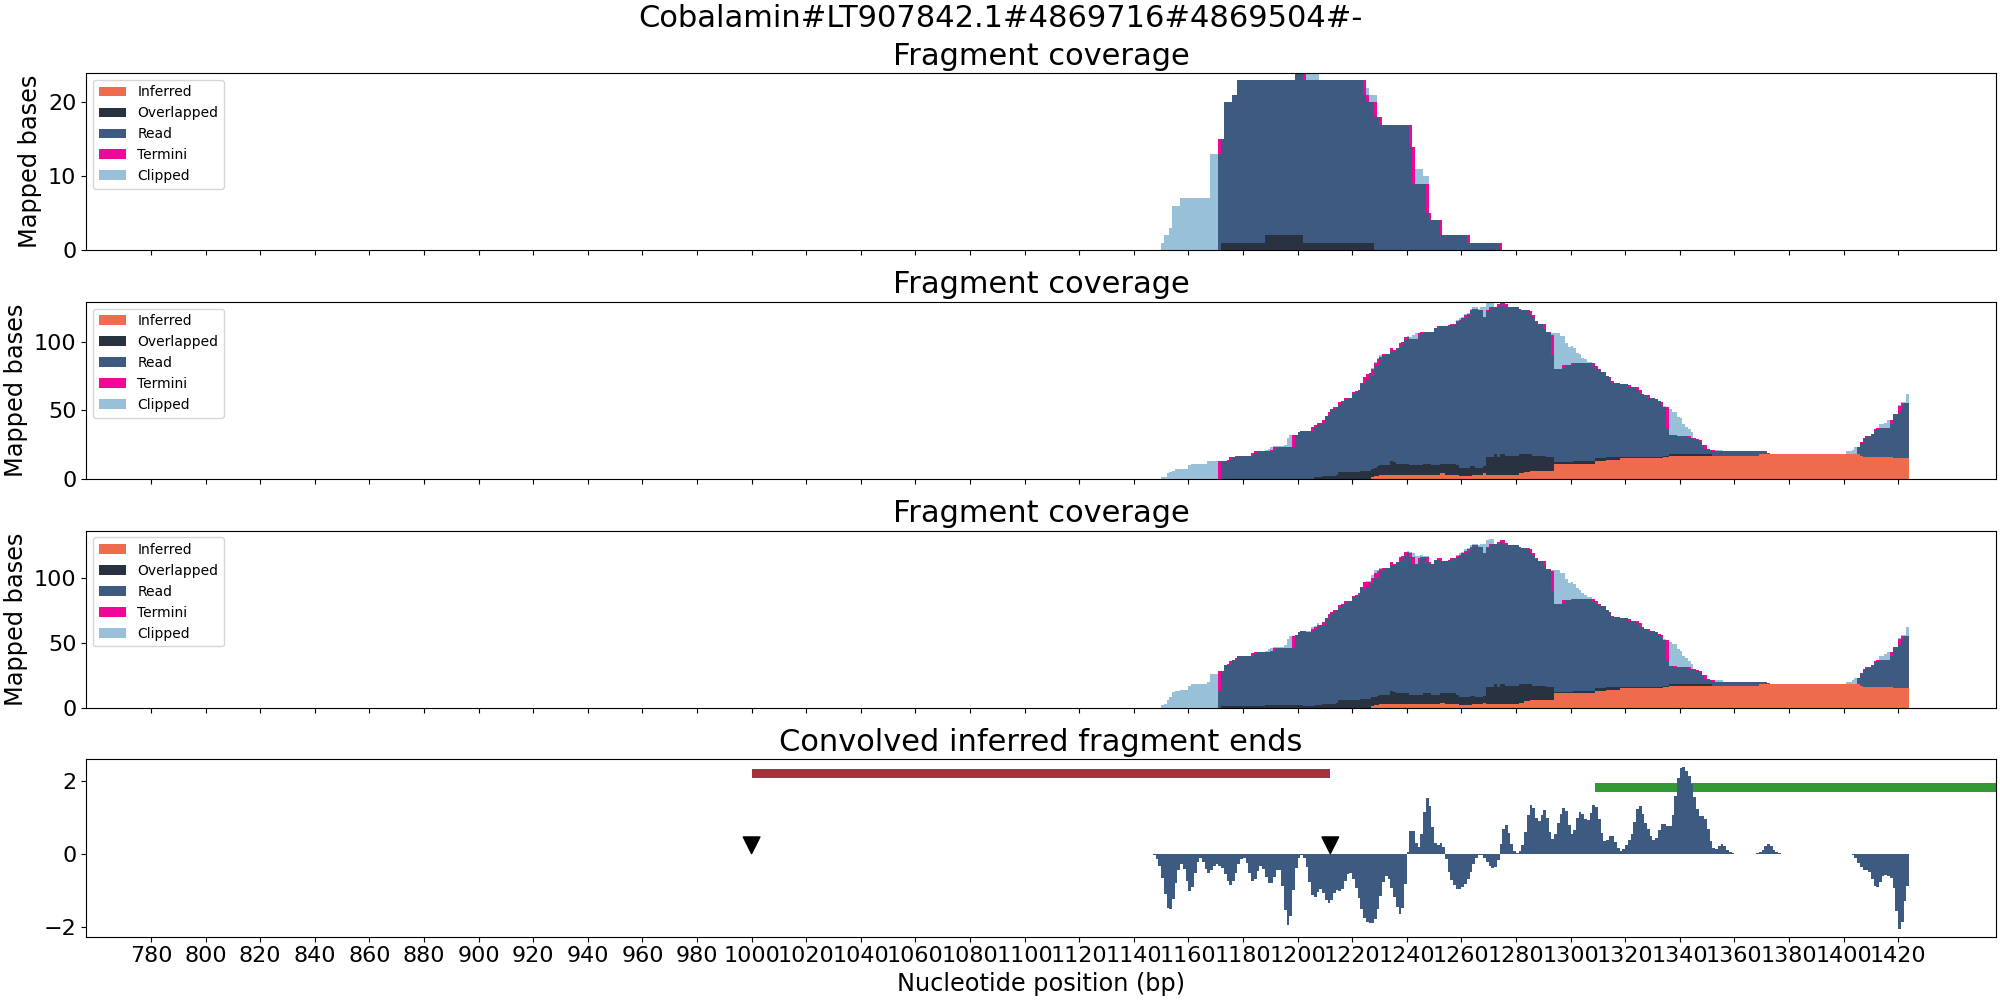 Cobalamin#LT907842.1#4869716#4869504#-
Fragment coverage
Mapped bases
20
10
0
Inferred
Overlapped
Read
Termini
Clipped
Fragment coverage
Mapped bases
100
50
0
Inferred
Overlapped
Read
Termini
Clipped
Fragment coverage
Mapped bases
100
50
0
Inferred
Overlapped
Read
Termini
Clipped
Convolved inferred fragment ends
2
0
−2
780 800 820 840 860 880 900 920 940 960 980 1000 1020 1040 1060 1080 1100 1120 1140 1160 1180 1200 1220 1240 1260 1280 1300 1320 1340 1360 1380 1400 1420
Nucleotide position (bp)